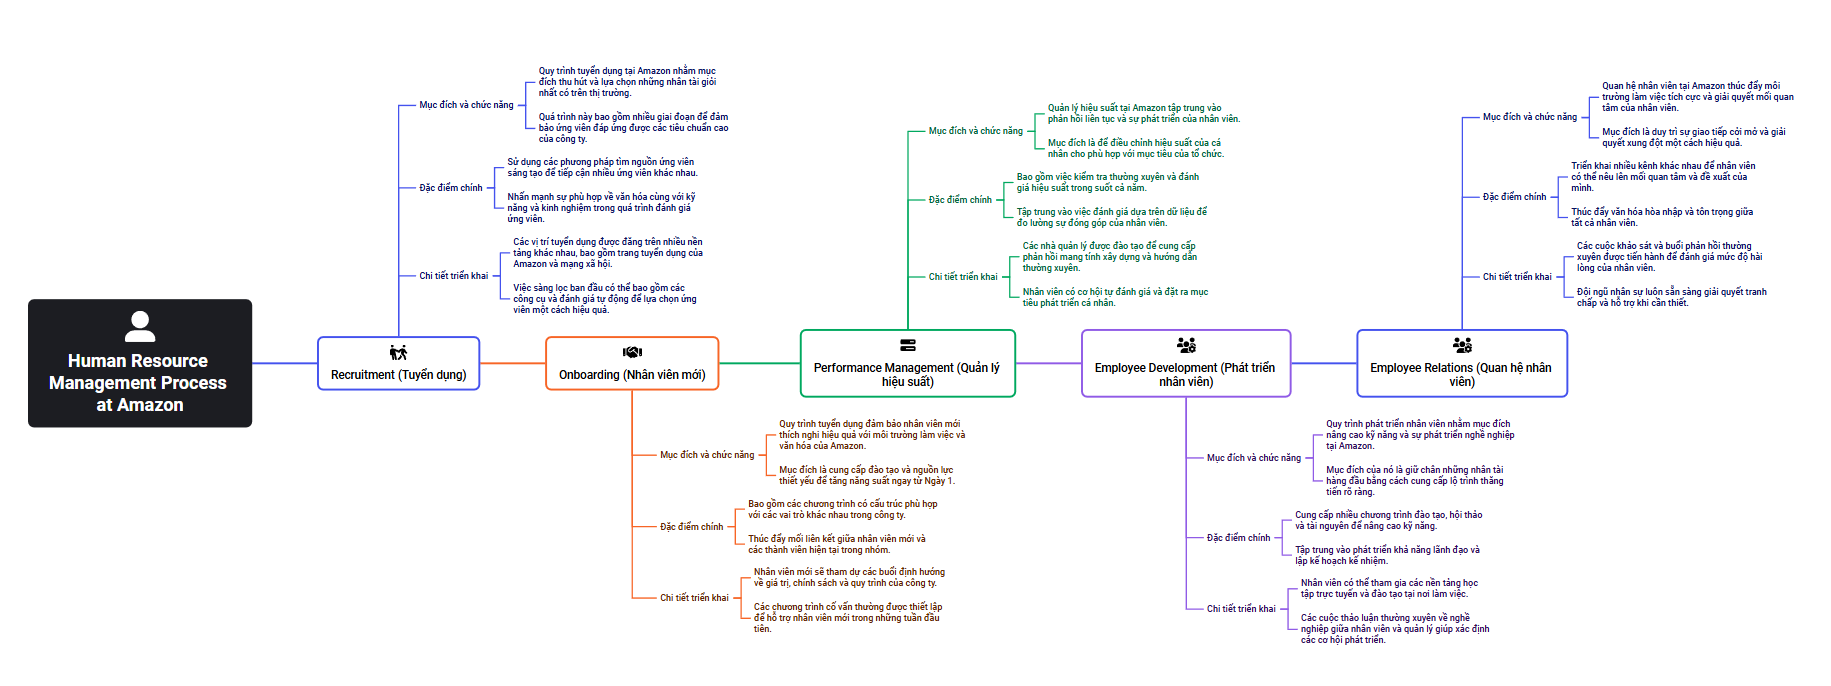 Human Resource
Management Process
at Amazon
Recruitment (Tuyển dụng)
Mục đích và chức năng
Quy trình tuyển dụng tại Amazon nhằm mục
đích thu hút và lựa chọn những nhân tài giỏi
nhất có trên thị trường.
Quá trình này bao gồm nhiều giai đoạn để đảm
bảo ứng viên đáp ứng được các tiêu chuẩn cao
của công ty.
Đặc điểm chính
Sử dụng các phương pháp tìm nguồn ứng viên
sáng tạo để tiếp cận nhiều ứng viên khác nhau.
Nhấn mạnh sự phù hợp về văn hóa cùng với kỹ
năng và kinh nghiệm trong quá trình đánh giá
ứng viên.
Chi tiết triển khai
Các vị trí tuyển dụng được đăng trên nhiều nền
tảng khác nhau, bao gồm trang tuyển dụng của
Amazon và mạng xã hội.
Việc sàng lọc ban đầu có thể bao gồm các
công cụ và đánh giá tự động để lựa chọn ứng
viên một cách hiệu quả.
Onboarding (Nhân viên mới)
Mục đích và chức năng
Quy trình tuyển dụng đảm bảo nhân viên mới
thích nghi hiệu quả với môi trường làm việc và
văn hóa của Amazon.
Mục đích là cung cấp đào tạo và nguồn lực
thiết yếu để tăng năng suất ngay từ Ngày 1.
Đặc điểm chính
Bao gồm các chương trình có cấu trúc phù hợp
với các vai trò khác nhau trong công ty.
Thúc đẩy mối liên kết giữa nhân viên mới và
các thành viên hiện tại trong nhóm.
Chi tiết triển khai
Nhân viên mới sẽ tham dự các buổi định hướng
về giá trị, chính sách và quy trình của công ty.
Các chương trình cố vấn thường được thiết lập
để hỗ trợ nhân viên mới trong những tuần đầu
tiên.
Performance Management (Quản lý
hiệu suất)
Mục đích và chức năng
Quản lý hiệu suất tại Amazon tập trung vào
phản hồi liên tục và sự phát triển của nhân viên.
Mục đích là để điều chỉnh hiệu suất của cá
nhân cho phù hợp với mục tiêu của tổ chức.
Đặc điểm chính
Bao gồm việc kiểm tra thường xuyên và đánh
giá hiệu suất trong suốt cả năm.
Tập trung vào việc đánh giá dựa trên dữ liệu để
đo lường sự đóng góp của nhân viên.
Chi tiết triển khai
Các nhà quản lý được đào tạo để cung cấp
phản hồi mang tính xây dựng và hướng dẫn
thường xuyên.
Nhân viên có cơ hội tự đánh giá và đặt ra mục
tiêu phát triển cá nhân.
Employee Development (Phát triển
nhân viên)
Mục đích và chức năng
Quy trình phát triển nhân viên nhằm mục đích
nâng cao kỹ năng và sự phát triển nghề nghiệp
tại Amazon.
Mục đích của nó là giữ chân những nhân tài
hàng đầu bằng cách cung cấp lộ trình thăng
tiến rõ ràng.
Đặc điểm chính
Cung cấp nhiều chương trình đào tạo, hội thảo
và tài nguyên để nâng cao kỹ năng.
Tập trung vào phát triển khả năng lãnh đạo và
lập kế hoạch kế nhiệm.
Chi tiết triển khai
Nhân viên có thể tham gia các nền tảng học
tập trực tuyến và đào tạo tại nơi làm việc.
Các cuộc thảo luận thường xuyên về nghề
nghiệp giữa nhân viên và quản lý giúp xác định
các cơ hội phát triển.
Employee Relations (Quan hệ nhân
viên)
Mục đích và chức năng
Quan hệ nhân viên tại Amazon thúc đẩy môi
trường làm việc tích cực và giải quyết mối quan
tâm của nhân viên.
Mục đích là duy trì sự giao tiếp cởi mở và giải
quyết xung đột một cách hiệu quả.
Đặc điểm chính
Triển khai nhiều kênh khác nhau để nhân viên
có thể nêu lên mối quan tâm và đề xuất của
mình.
Thúc đẩy văn hóa hòa nhập và tôn trọng giữa
tất cả nhân viên.
Chi tiết triển khai
Các cuộc khảo sát và buổi phản hồi thường
xuyên được tiến hành để đánh giá mức độ hài
lòng của nhân viên.
Đội ngũ nhân sự luôn sẵn sàng giải quyết tranh
chấp và hỗ trợ khi cần thiết.